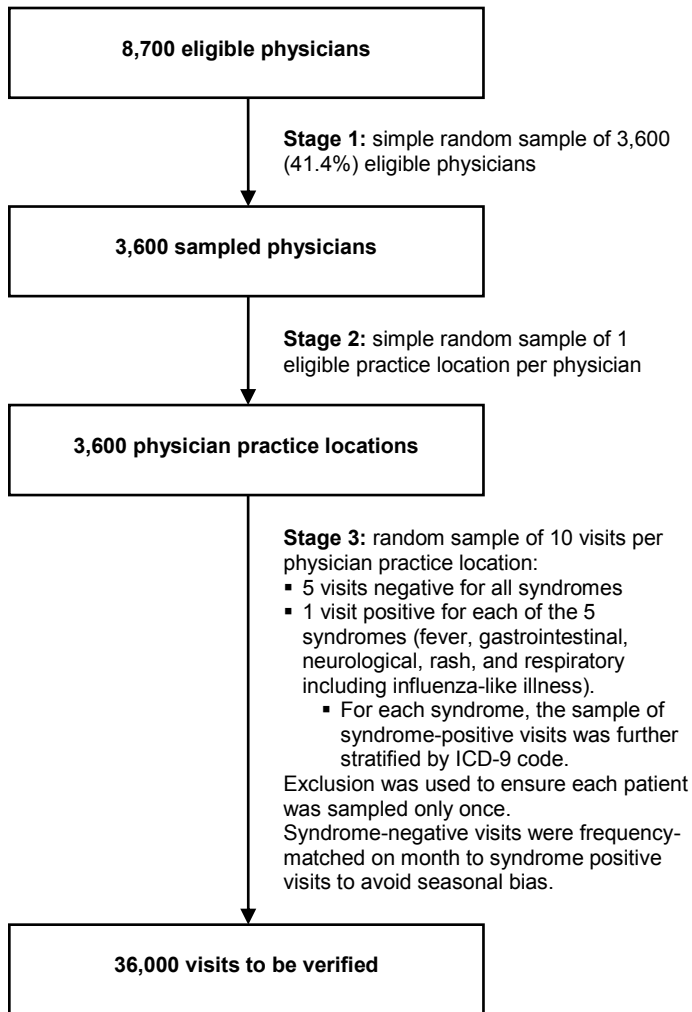 8,700 eligible physicians
Stage 1: simple random sample of 3,600
(41.4%) eligible physicians
3,600 sampled physicians
Stage 2: simple random sample of 1
eligible practice location per physician
3,600 physician practice locations
Stage 3: random sample of 10 visits per
physician practice location:
▪ 5 visits negative for all syndromes
▪ 1 visit positive for each of the 5
syndromes (fever, gastrointestinal,
neurological, rash, and respiratory
including influenza-like illness).
▪ For each syndrome, the sample of
syndrome-positive visits was further
stratified by ICD-9 code.
Exclusion was used to ensure each patient
was sampled only once.
Syndrome-negative visits were frequency-
matched on month to syndrome positive
visits to avoid seasonal bias.
36,000 visits to be verified